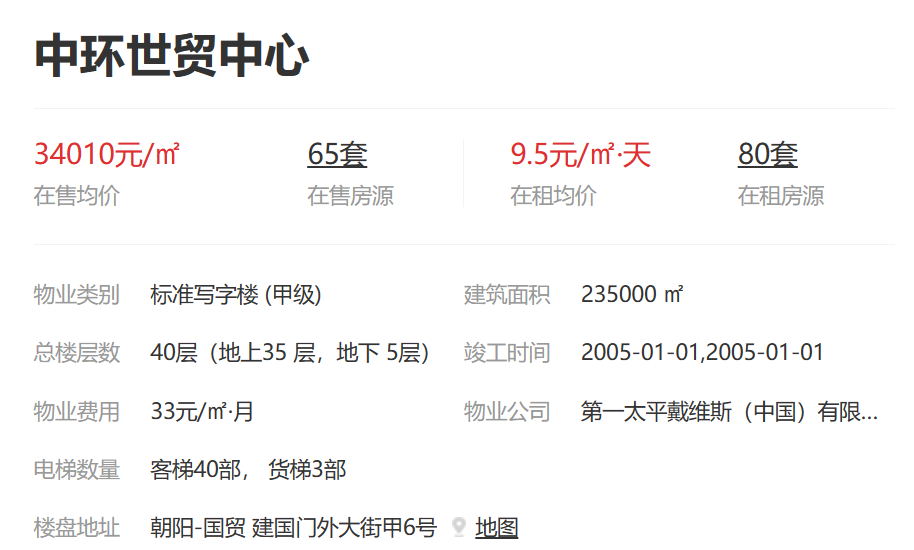 中环世贸中心
34010元/㎡ 65套 9.5元/㎡·天 80套
在售均价 在售房源 在租均价 在租房源
物业类别 标准写字楼 (甲级) 建筑面积 235000 ㎡
总楼层数 40层（地上35 层，地下 5层） 竣工时间 2005-01-01,2005-01-01
物业费用 33元/㎡·月 物业公司 第一太平戴维斯（中国）有限...
电梯数量 客梯40部， 货梯3部
楼盘地址 朝阳-国贸 建国门外大街甲6号 地图